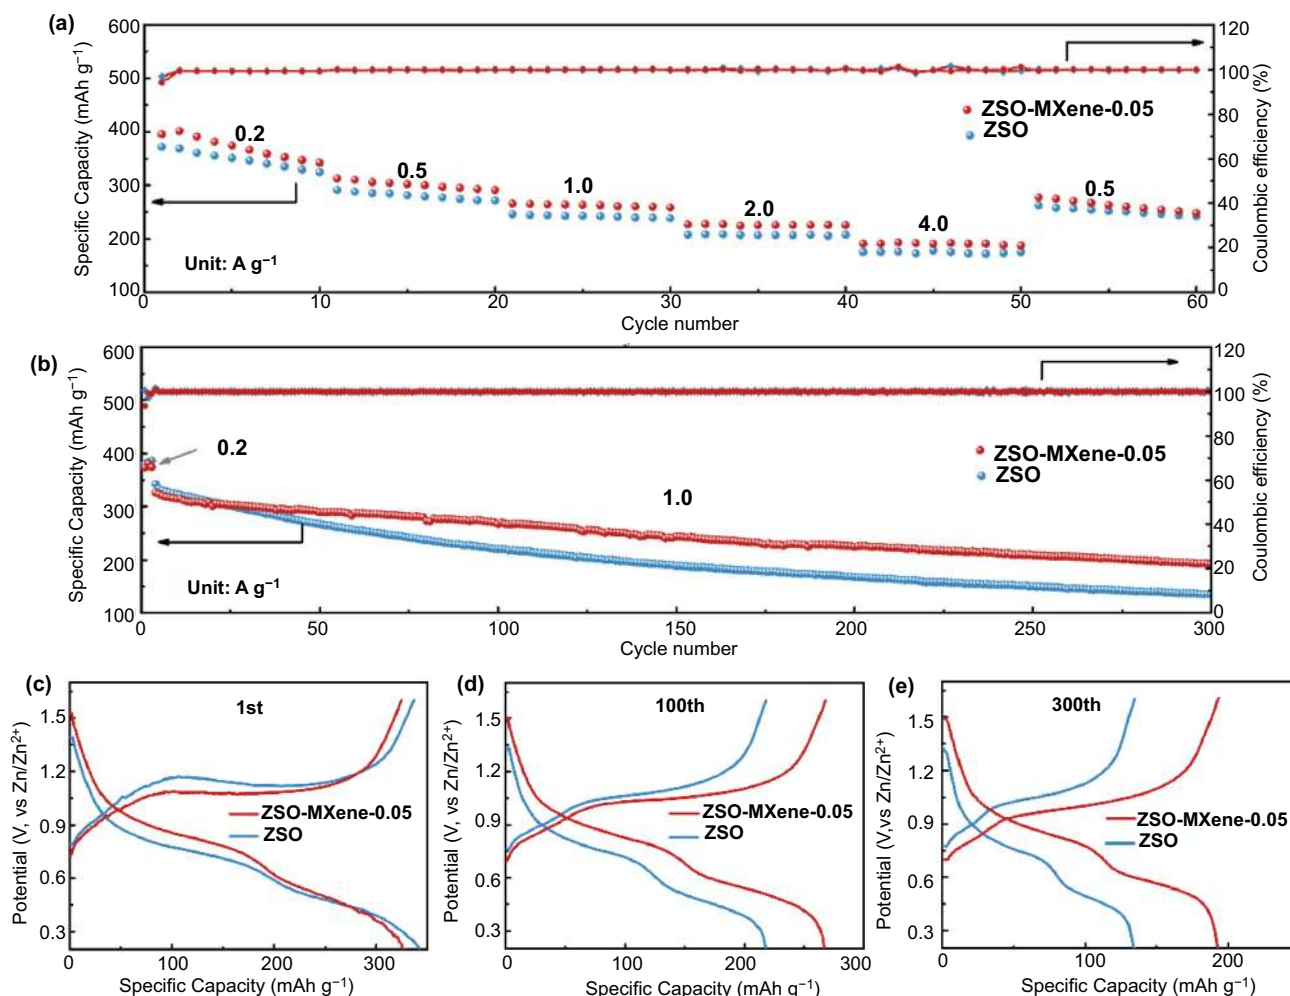 (a)
600
500
400
300
200
100
Specific Capacity (mAh g⁻¹)
120
100
80
60
40
20
0
Coulombic efficiency (%)
ZSO-MXene-0.05
ZSO
0.2
0.5
1.0
2.0
4.0
0.5
Unit: A g⁻¹
0 10 20 30 40 50 60
Cycle number
(b)
600
500
400
300
200
100
Specific Capacity (mAh g⁻¹)
120
100
80
60
40
20
0
Coulombic efficiency (%)
0.2
ZSO-MXene-0.05
ZSO
1.0
Unit: A g⁻¹
0 50 100 150 200 250 300
Cycle number
(c)
1st
1.5
1.2
0.9
0.6
0.3
Potential (V, vs Zn/Zn²⁺)
ZSO-MXene-0.05
ZSO
0 100 200 300
Specific Capacity (mAh g⁻¹)
(d)
100th
1.5
1.2
0.9
0.6
0.3
Potential (V, vs Zn/Zn²⁺)
ZSO-MXene-0.05
ZSO
0 100 200 300
Specific Capacity (mAh g⁻¹)
(e)
300th
1.5
1.2
0.9
0.6
0.3
Potential (V,vs Zn/Zn²⁺)
ZSO-MXene-0.05
ZSO
0 100 200
Specific Capacity (mAh g⁻¹)